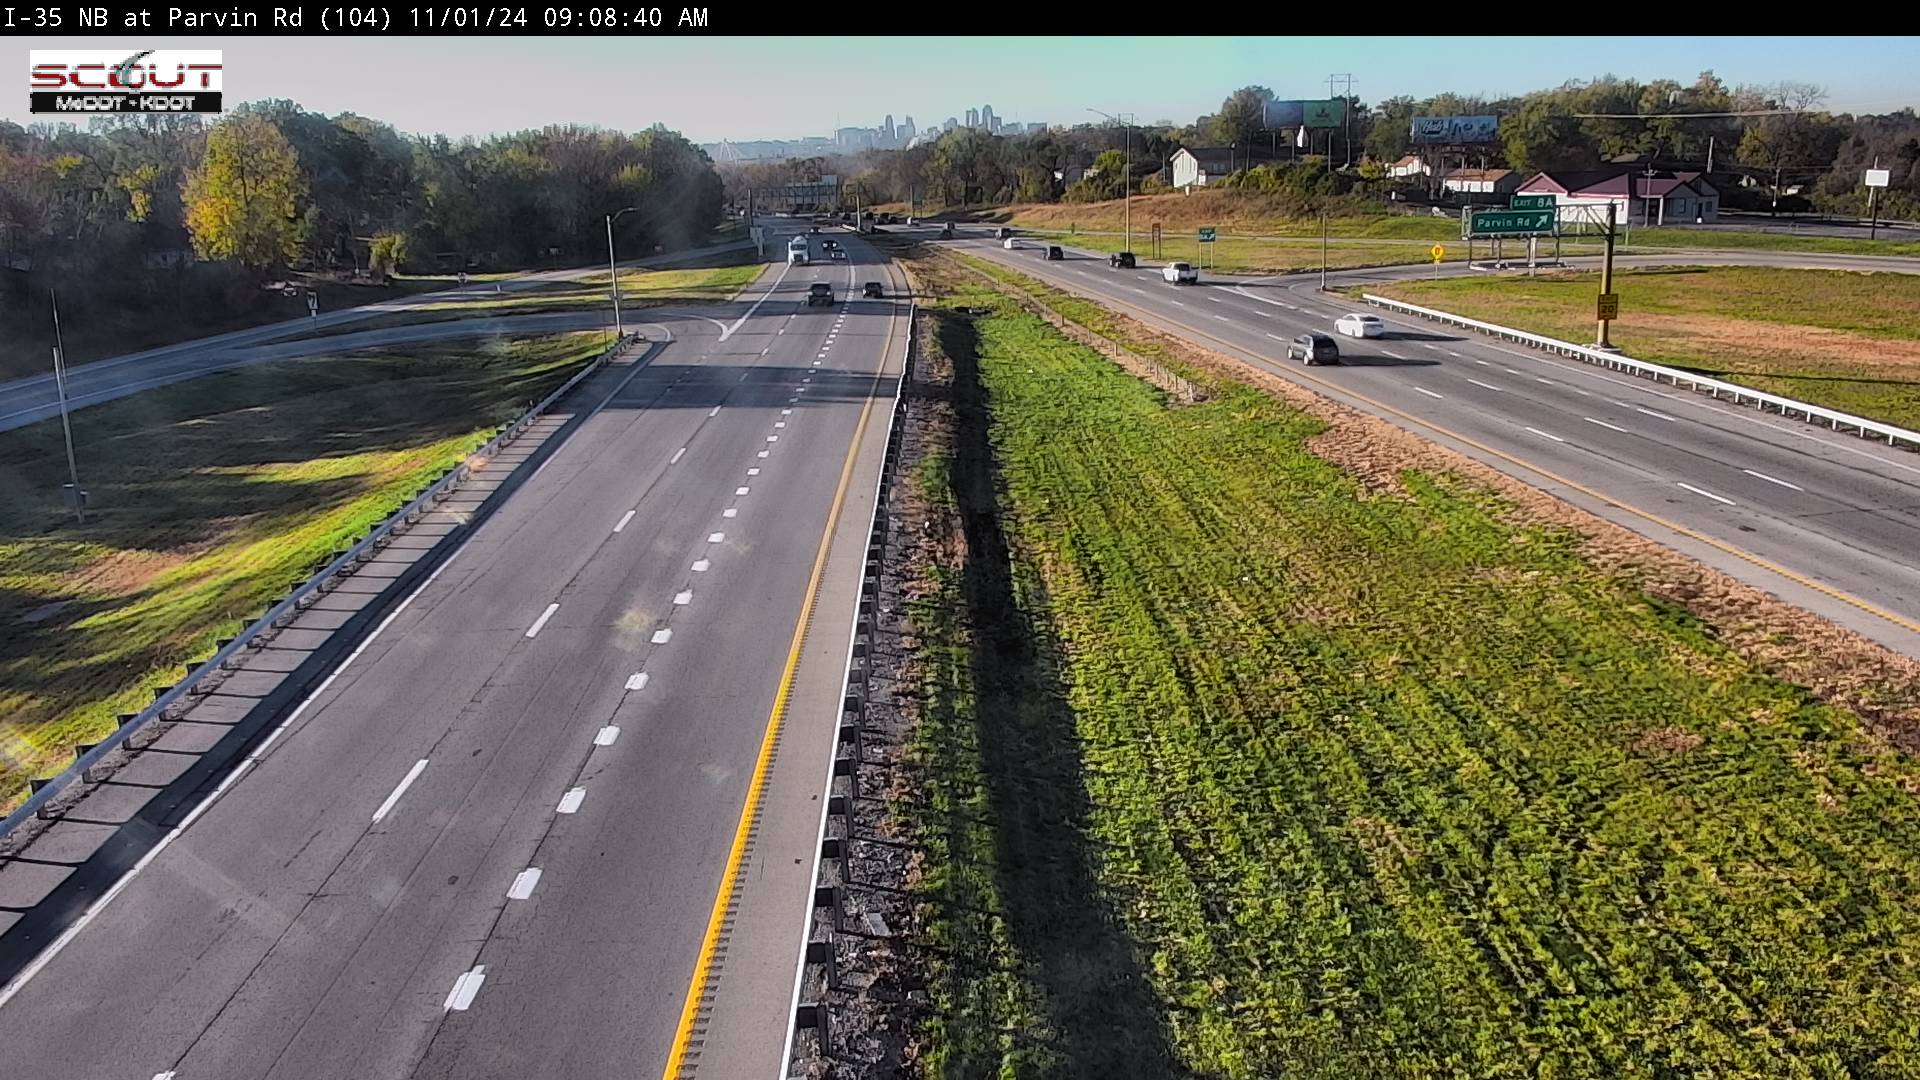 I-35 NB at Parvin Rd (104) 11/01/24 09:08:40 AM
SCOUT
MoDOT - KDOT
EXIT 8A
Parvin Rd